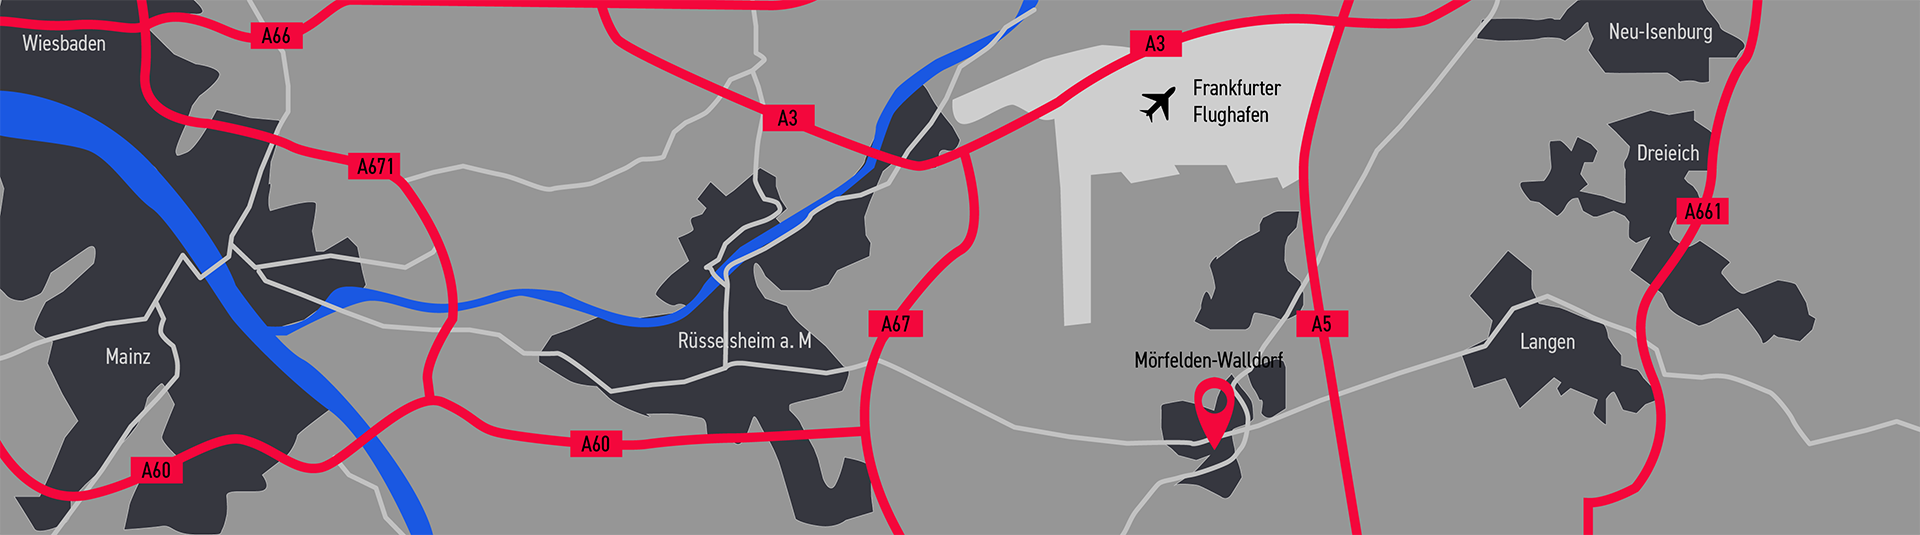 Wiesbaden
A66
A3
Neu-Isenburg
Frankfurter
Flughafen
A3
Dreieich
A671
A661
A67
A5
Rüsselsheim a. M
Langen
Mainz
Mörfelden-Walldorf
A60
A60